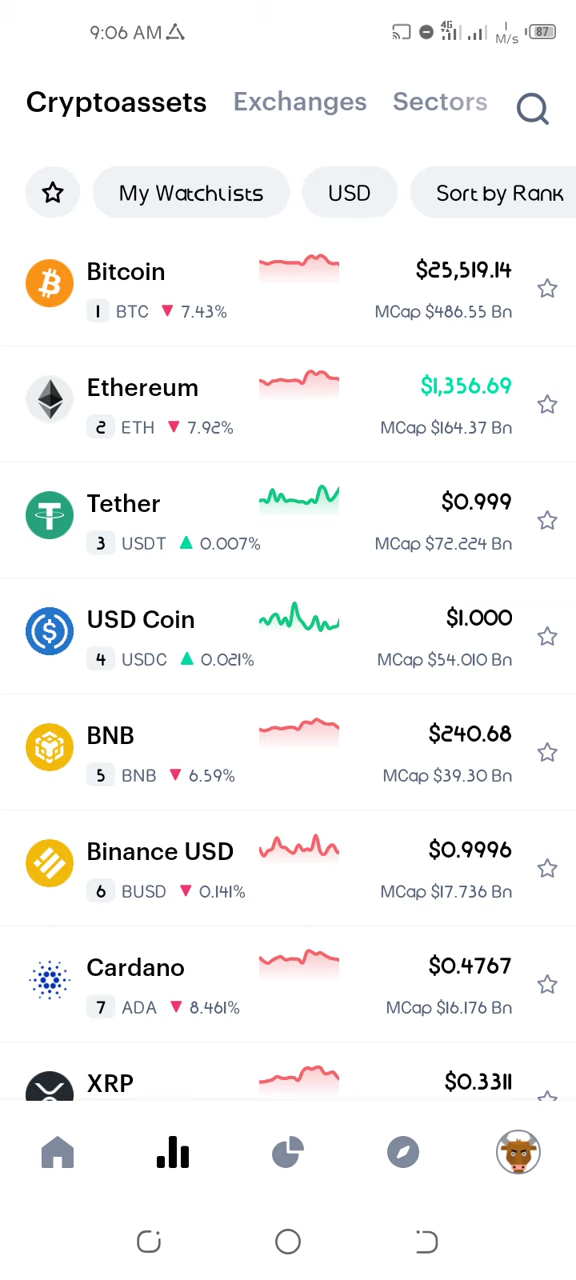 9:06 AM
4G
M/s
87
Cryptoassets Exchanges Sectors
My Watchlists USD Sort by Rank
Bitcoin $25,519.14
1 BTC ▼ 7.43% MCap $486.55 Bn
Ethereum $1,356.69
2 ETH ▼ 7.92% MCap $164.37 Bn
Tether $0.999
3 USDT ▲ 0.007% MCap $72.224 Bn
USD Coin $1.000
4 USDC ▲ 0.021% MCap $54.010 Bn
BNB $240.68
5 BNB ▼ 6.59% MCap $39.30 Bn
Binance USD $0.9996
6 BUSD ▼ 0.141% MCap $17.736 Bn
Cardano $0.4767
7 ADA ▼ 8.461% MCap $16.176 Bn
XRP $0.3311